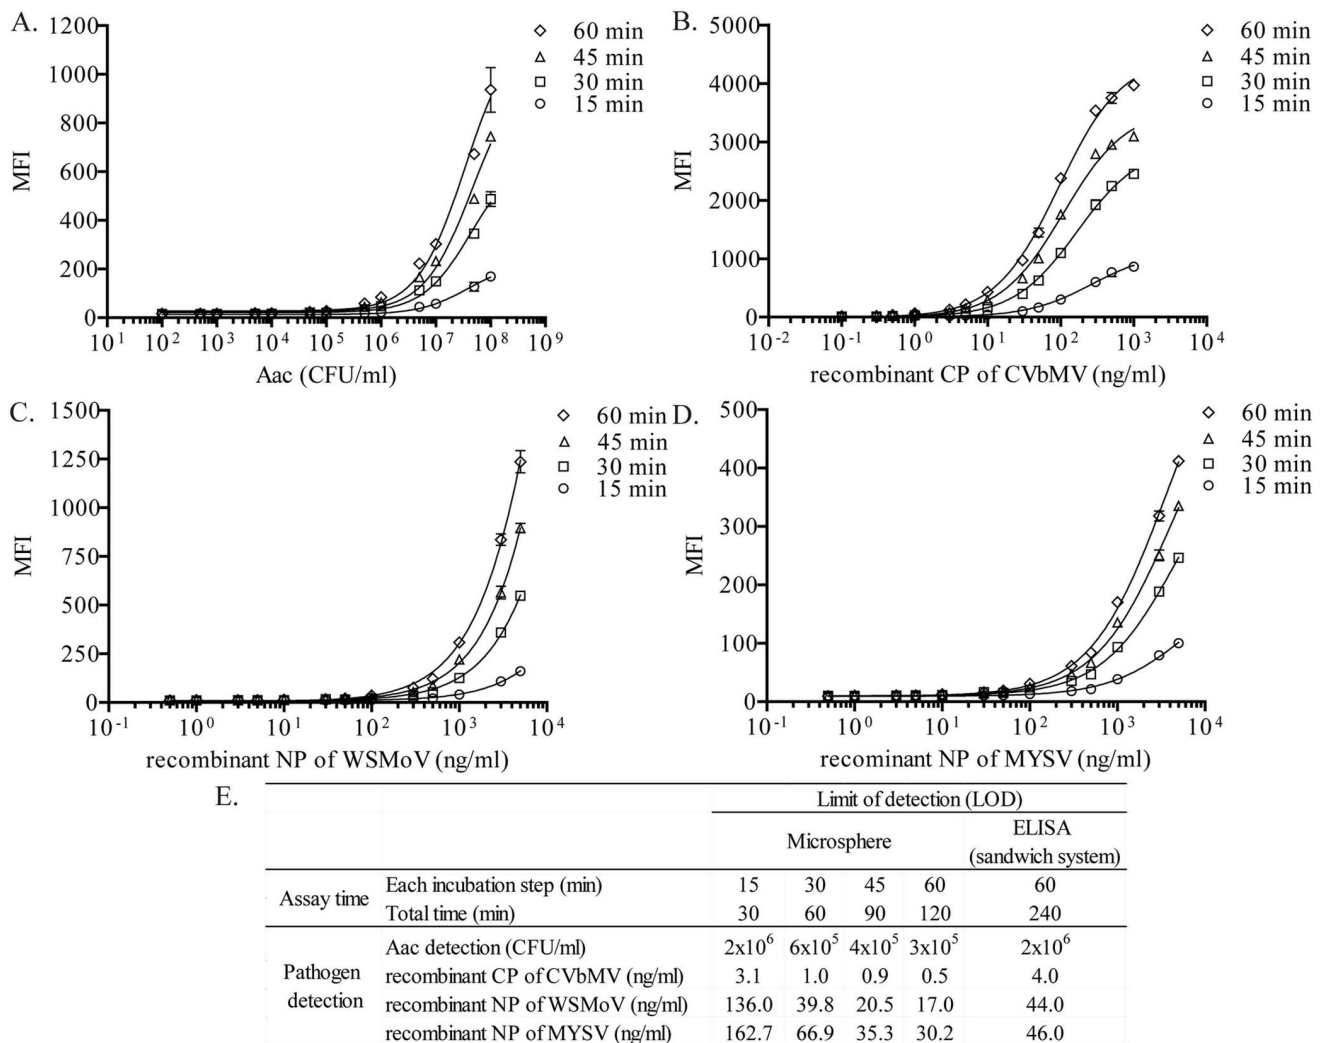 A.
1200
1000
800
600
400
200
0
MFI
10^1 10^2 10^3 10^4 10^5 10^6 10^7 10^8 10^9
Aac (CFU/ml)
60 min
45 min
30 min
15 min
B.
5000
4000
3000
2000
1000
0
MFI
10^-2 10^-1 10^0 10^1 10^2 10^3 10^4
recombinant CP of CVbMV (ng/ml)
60 min
45 min
30 min
15 min
C.
1500
1250
1000
750
500
250
0
MFI
10^-1 10^0 10^1 10^2 10^3 10^4
recombinant NP of WSMoV (ng/ml)
60 min
45 min
30 min
15 min
D.
500
400
300
200
100
0
MFI
10^-1 10^0 10^1 10^2 10^3 10^4
recombinant NP of MYSV (ng/ml)
60 min
45 min
30 min
15 min
E.
Limit of detection (LOD)
Microsphere
ELISA
(sandwich system)
Assay time
Each incubation step (min) 15 30 45 60 60
Total time (min) 30 60 90 120 240
Pathogen
detection
Aac detection (CFU/ml) 2x10^6 6x10^5 4x10^5 3x10^5 2x10^6
recombinant CP of CVbMV (ng/ml) 3.1 1.0 0.9 0.5 4.0
recombinant NP of WSMoV (ng/ml) 136.0 39.8 20.5 17.0 44.0
recombinant NP of MYSV (ng/ml) 162.7 66.9 35.3 30.2 46.0